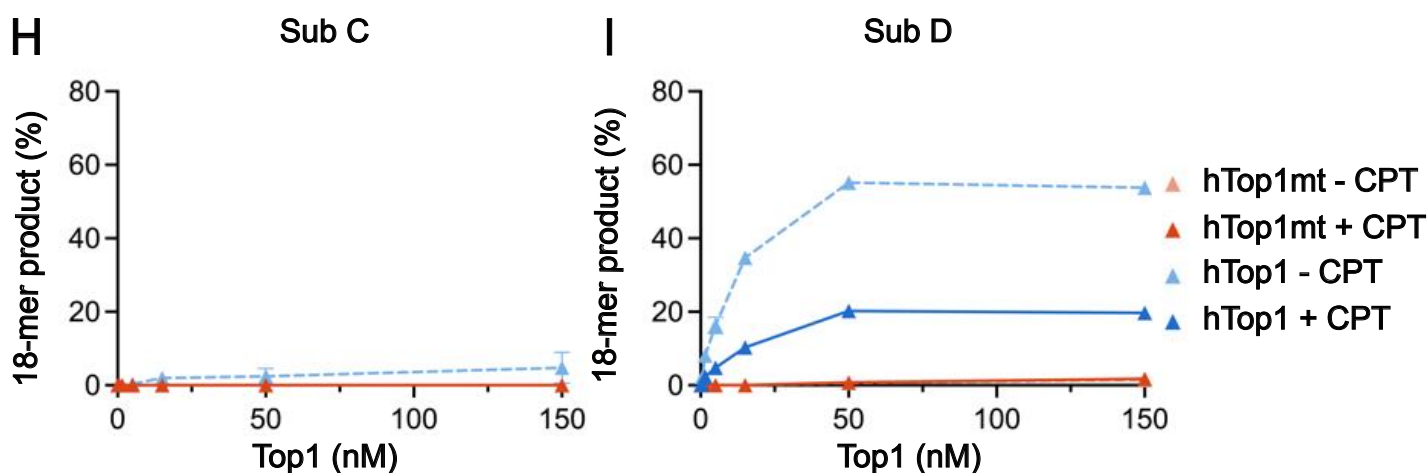 H
Sub C
18-mer product (%)
80
60
40
20
0
0
50
100
150
Top1 (nM)
I
Sub D
18-mer product (%)
80
60
40
20
0
0
50
100
150
Top1 (nM)
hTop1mt - CPT
hTop1mt + CPT
hTop1 - CPT
hTop1 + CPT